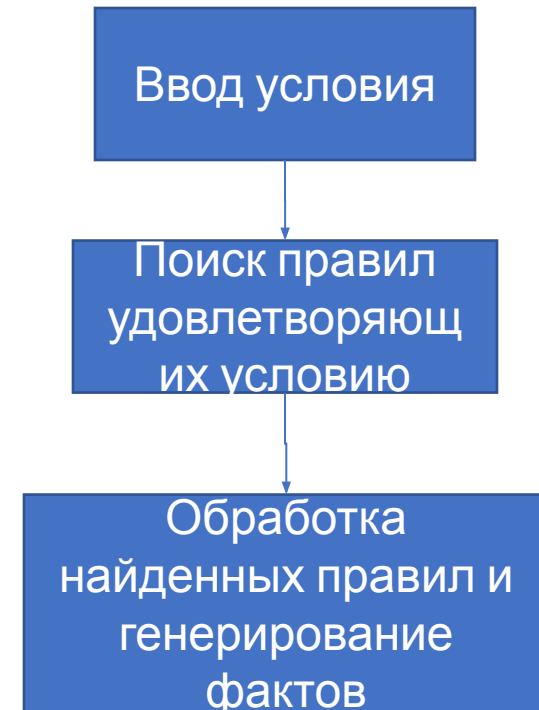 Ввод условия
Поиск правил
удовлетворяющ
их условию
Обработка
найденных правил и
генерирование
фактов